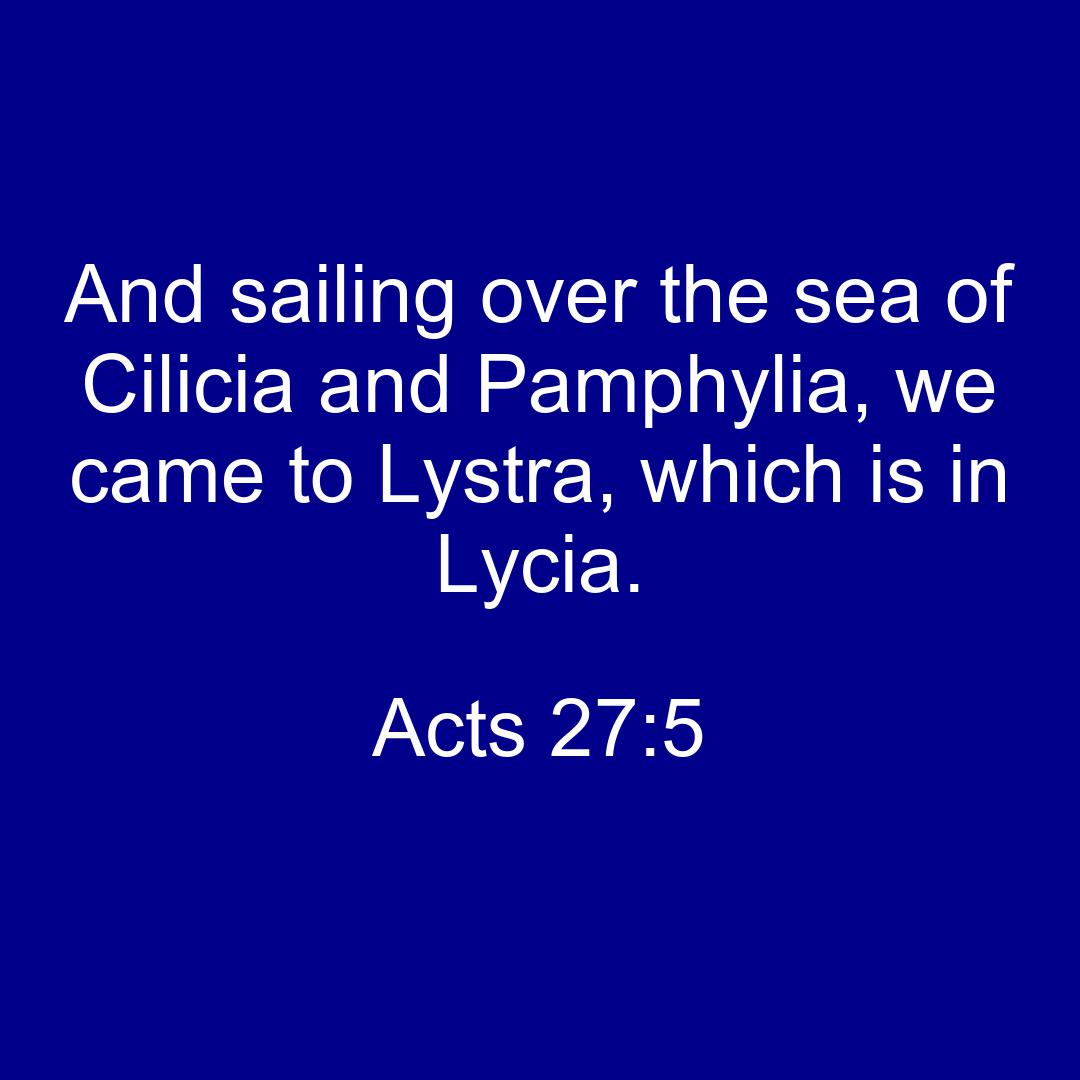 And sailing over the sea of
Cilicia and Pamphylia, we
came to Lystra, which is in
Lycia.
Acts 27:5